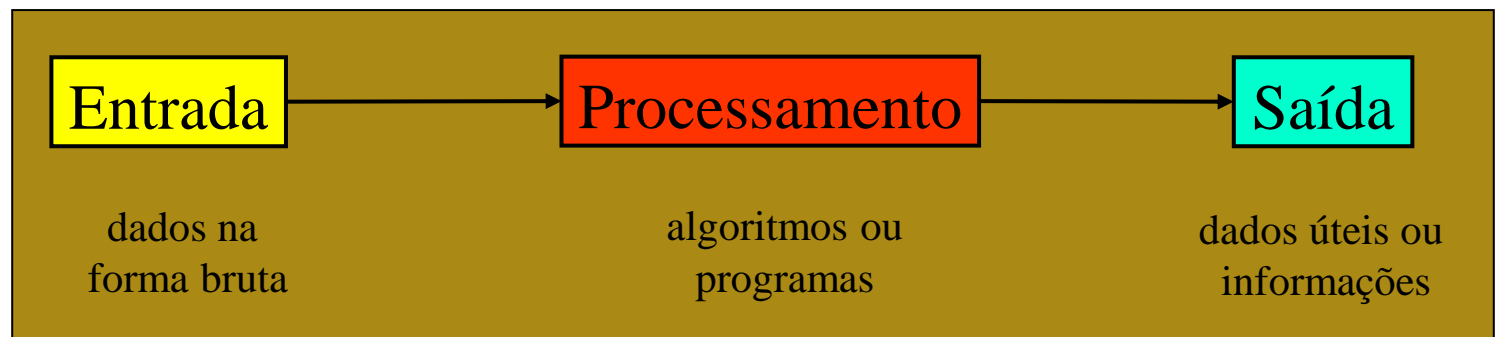 Entrada
Processamento
Saída
dados na
forma bruta
algoritmos ou
programas
dados úteis ou
informações